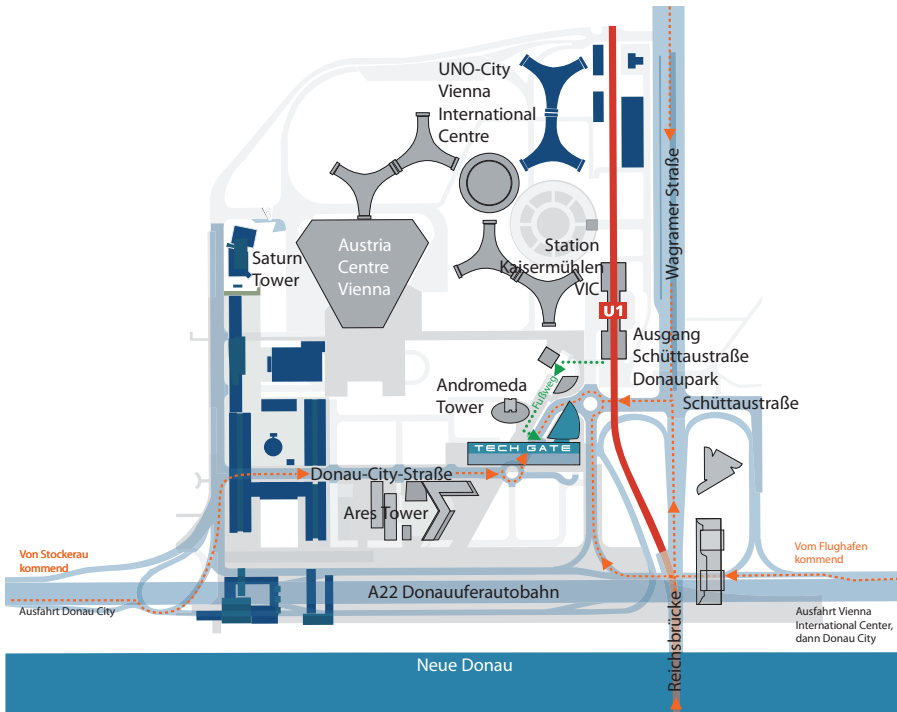 UNO-City
Vienna
International
Centre
Wagramer Straße
Saturn
Tower
Austria
Centre
Vienna
Station
Kaisermühlen
VIC
U1
Ausgang
Schüttaustraße
Donaupark
Schüttaustraße
Andromeda
Tower
Fußweg
TECH GATE
Donau-City-Straße
Ares Tower
Von Stockerau
kommend
Vom Flughafen
kommend
A22 Donauuferautobahn
Ausfahrt Donau City
Ausfahrt Vienna
International Center,
dann Donau City
Reichsbrücke
Neue Donau